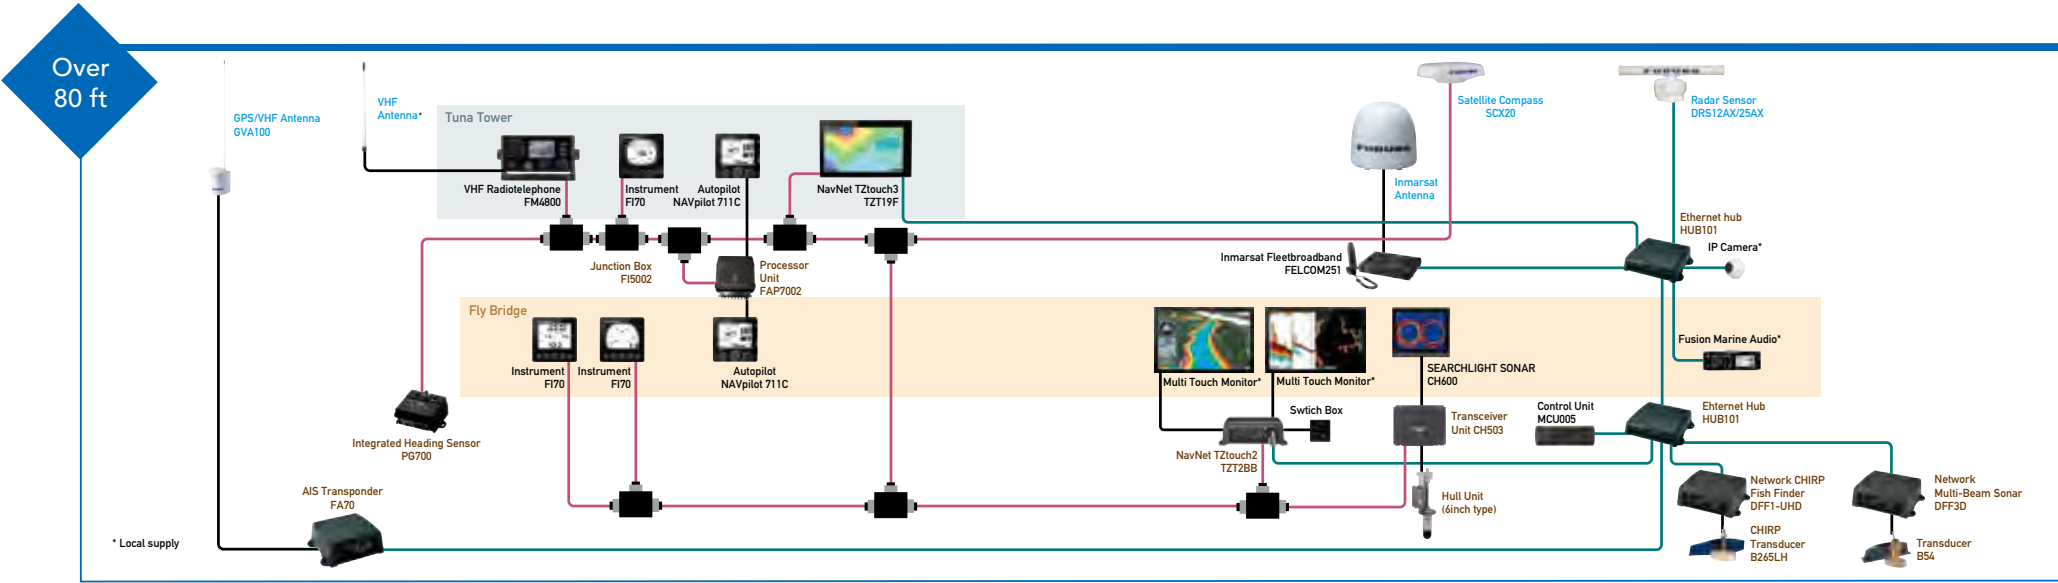 Over
80 ft
GPS/VHF Antenna
GVA100
VHF
Antenna*
Tuna Tower
VHF Radiotelephone
FM4800
Instrument
FI70
Autopilot
NAVpilot 711C
NavNet TZtouch3
TZT19F
Satellite Compass
SCX20
FURUNO
Radar Sensor
DRS12AX/25AX
FURUNO
Inmarsat
Antenna
Ethernet hub
HUB101
IP Camera*
Inmarsat Fleetbroadband
FELCOM251
Junction Box
FI5002
Processor
Unit
FAP7002
Fly Bridge
Instrument
FI70
Instrument
FI70
Autopilot
NAVpilot 711C
Multi Touch Monitor*
Multi Touch Monitor*
SEARCHLIGHT SONAR
CH600
Fusion Marine Audio*
Swtich Box
Transceiver
Unit CH503
Control Unit
MCU005
Ehternet Hub
HUB101
Integrated Heading Sensor
PG700
NavNet TZtouch2
TZT2BB
Hull Unit
(6inch type)
Network CHIRP
Fish Finder
DFF1-UHD
Network
Multi-Beam Sonar
DFF3D
AIS Transponder
FA70
CHIRP
Transducer
B265LH
Transducer
B54
* Local supply